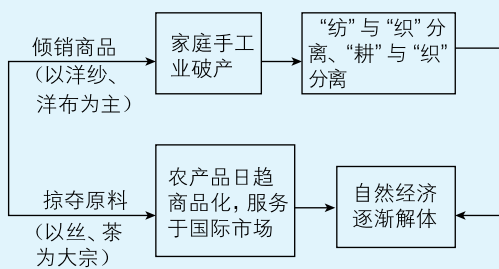 倾销商品
（以洋纱、
洋布为主）
家庭手工
业破产
“纺”与“织”分
离、“耕”与“织”
分离
掠夺原料
（以丝、茶
为大宗）
农产品日趋
商品化，服务
于国际市场
自然经济
逐渐解体